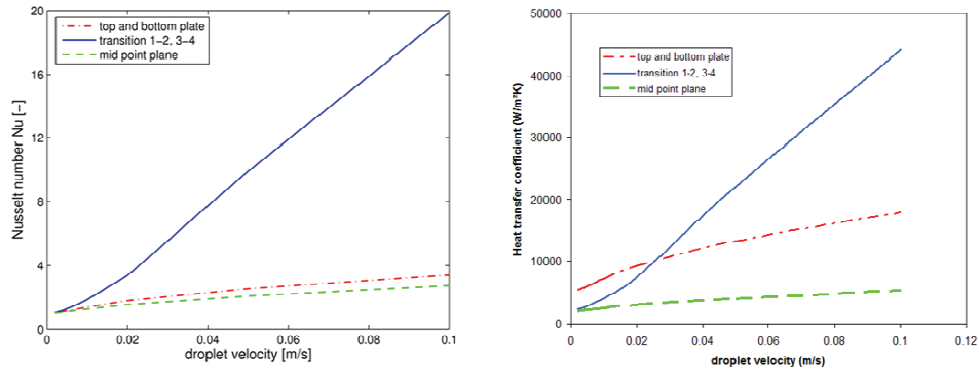 20
top and bottom plate
transition 1-2, 3-4
mid point plane
16
12
8
4
0
Nusselt number Nu [-]
0 0.02 0.04 0.06 0.08 0.1
droplet velocity [m/s]
50000
40000
30000
20000
10000
0
Heat transfer coefficient (W/m²K)
top and bottom plate
transition 1-2, 3-4
mid point plane
0 0.02 0.04 0.06 0.08 0.1 0.12
droplet velocity (m/s)